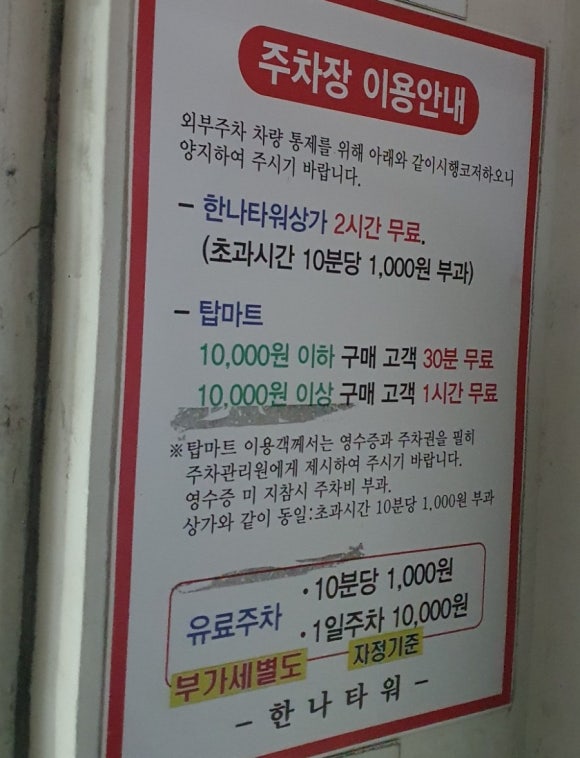 주차장 이용안내
외부주차 차량 통제를 위해 아래와 같이시행코저하오니
양지하여 주시기 바랍니다.
- 한나타워상가 2시간 무료.
(초과시간 10분당 1,000원 부과)
- 탑마트
10,000원 이하 구매 고객 30분 무료
10,000원 이상 구매 고객 1시간 무료
※ 탑마트 이용객께서는 영수증과 주차권을 필히
주차관리원에게 제시하여 주시기 바랍니다.
영수증 미 지참시 주차비 부과.
상가와 같이 동일:초과시간 10분당 1,000원 부과
유료주차
· 10분당 1,000원
· 1일주차 10,000원
자정기준
부가세별도
- 한 나 타 워 -